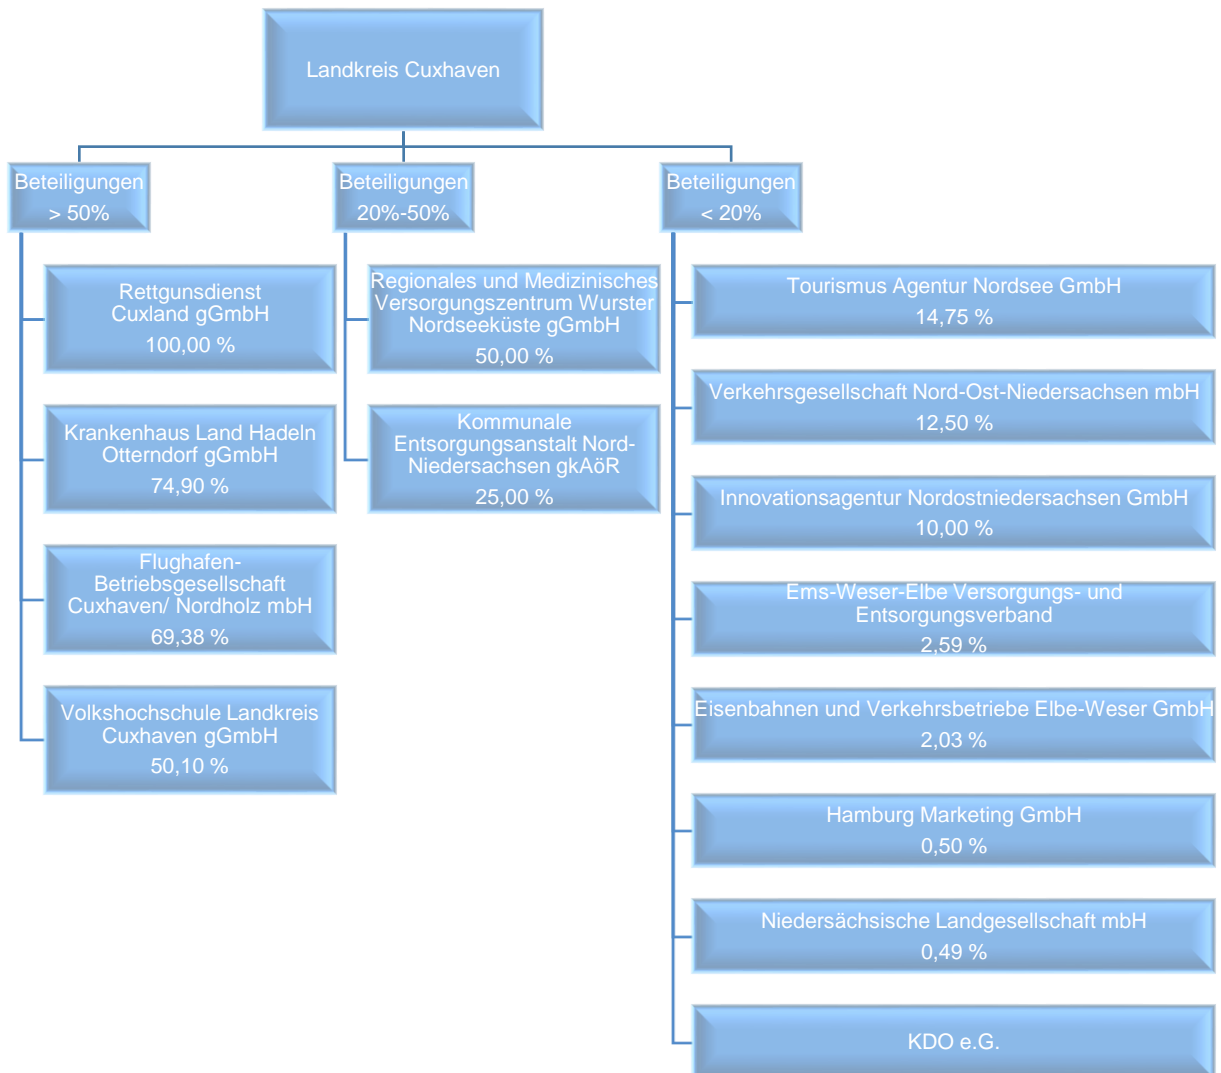 Landkreis Cuxhaven
Beteiligungen
> 50%
Rettgunsdienst
Cuxland gGmbH
100,00 %
Krankenhaus Land Hadeln
Otterndorf gGmbH
74,90 %
Flughafen-
Betriebsgesellschaft
Cuxhaven/ Nordholz mbH
69,38 %
Volkshochschule Landkreis
Cuxhaven gGmbH
50,10 %
Beteiligungen
20%-50%
Regionales und Medizinisches
Versorgungszentrum Wurster
Nordseeküste gGmbH
50,00 %
Kommunale
Entsorgungsanstalt Nord-
Niedersachsen gkAöR
25,00 %
Beteiligungen
< 20%
Tourismus Agentur Nordsee GmbH
14,75 %
Verkehrsgesellschaft Nord-Ost-Niedersachsen mbH
12,50 %
Innovationsagentur Nordostniedersachsen GmbH
10,00 %
Ems-Weser-Elbe Versorgungs- und
Entsorgungsverband
2,59 %
Eisenbahnen und Verkehrsbetriebe Elbe-Weser GmbH
2,03 %
Hamburg Marketing GmbH
0,50 %
Niedersächsische Landgesellschaft mbH
0,49 %
KDO e.G.